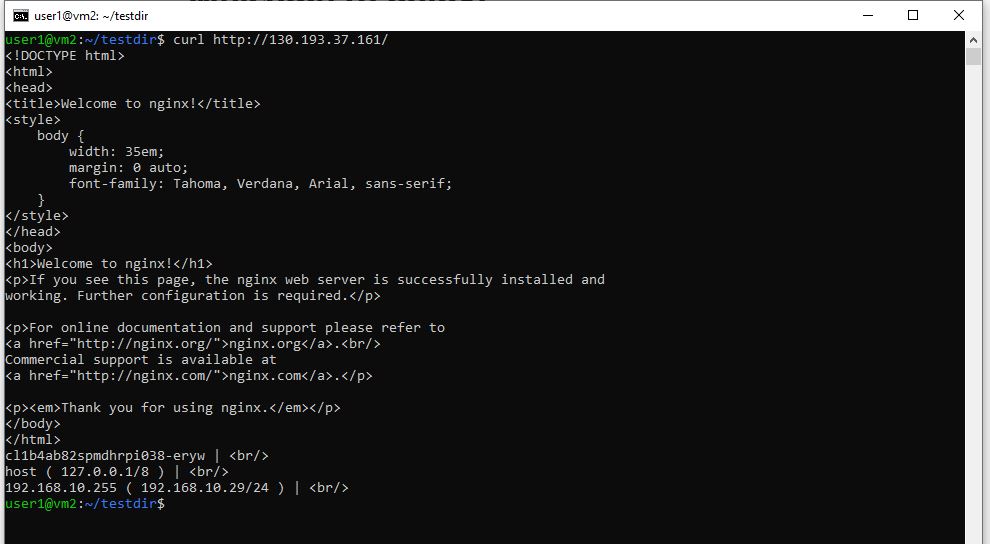 user1@vm2: ~/testdir
user1@vm2:~/testdir$ curl http://130.193.37.161/
<!DOCTYPE html>
<html>
<head>
<title>Welcome to nginx!</title>
<style>
    body {
        width: 35em;
        margin: 0 auto;
        font-family: Tahoma, Verdana, Arial, sans-serif;
    }
</style>
</head>
<body>
<h1>Welcome to nginx!</h1>
<p>If you see this page, the nginx web server is successfully installed and
working. Further configuration is required.</p>

<p>For online documentation and support please refer to
<a href="http://nginx.org/">nginx.org</a>.<br/>
Commercial support is available at
<a href="http://nginx.com/">nginx.com</a>.</p>

<p><em>Thank you for using nginx.</em></p>
</body>
</html>
cl1b4ab82spmdhrpi038-eryw | <br/>
host ( 127.0.0.1/8 ) | <br/>
192.168.10.255 ( 192.168.10.29/24 ) | <br/>
user1@vm2:~/testdir$